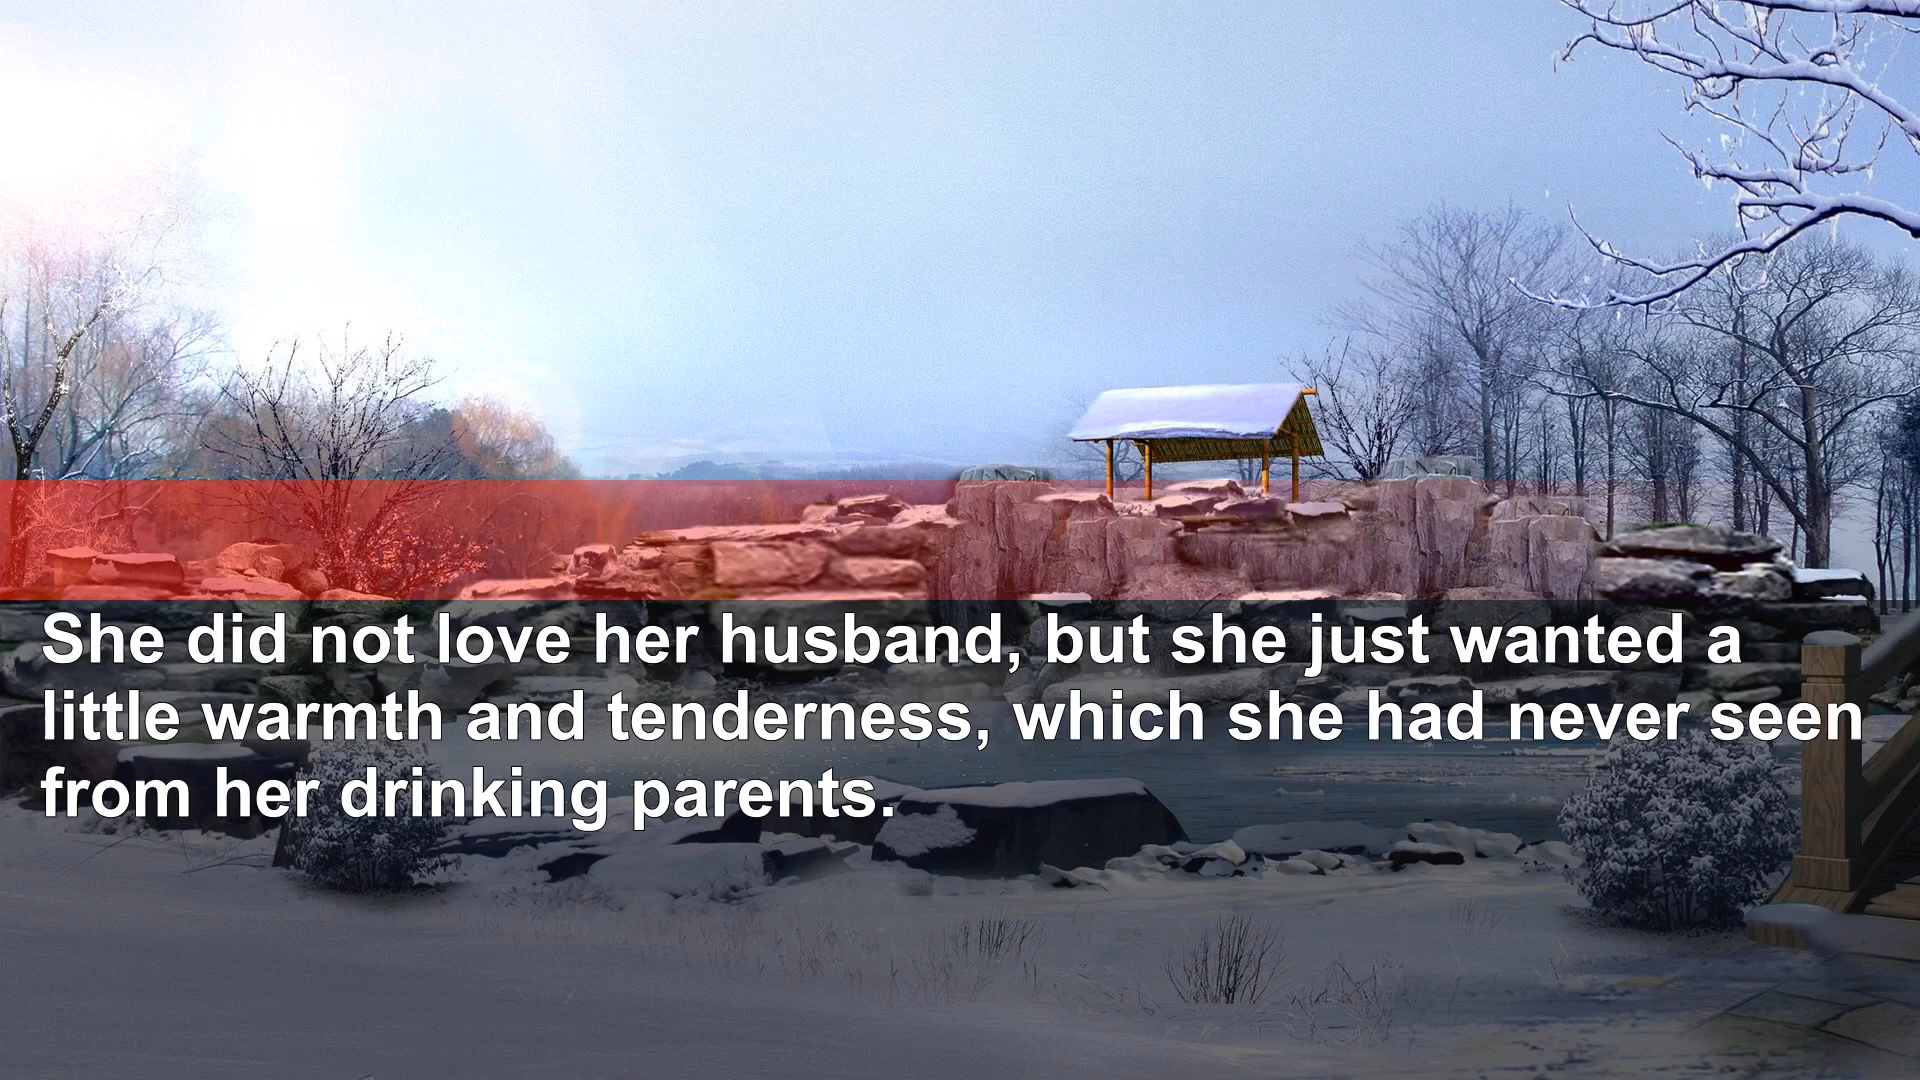 She did not love her husband, but she just wanted a
little warmth and tenderness, which she had never seen
from her drinking parents.